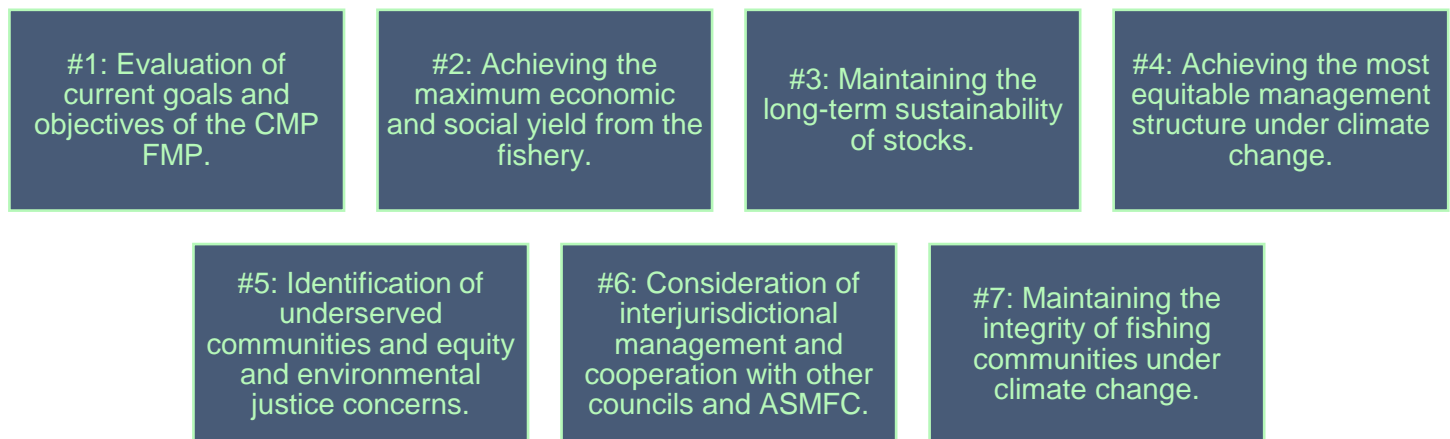 #1: Evaluation of
current goals and
objectives of the CMP
FMP.
#2: Achieving the
maximum economic
and social yield from the
fishery.
#3: Maintaining the
long-term sustainability
of stocks.
#4: Achieving the most
equitable management
structure under climate
change.
#5: Identification of
underserved
communities and equity
and environmental
justice concerns.
#6: Consideration of
interjurisdictional
management and
cooperation with other
councils and ASMFC.
#7: Maintaining the
integrity of fishing
communities under
climate change.